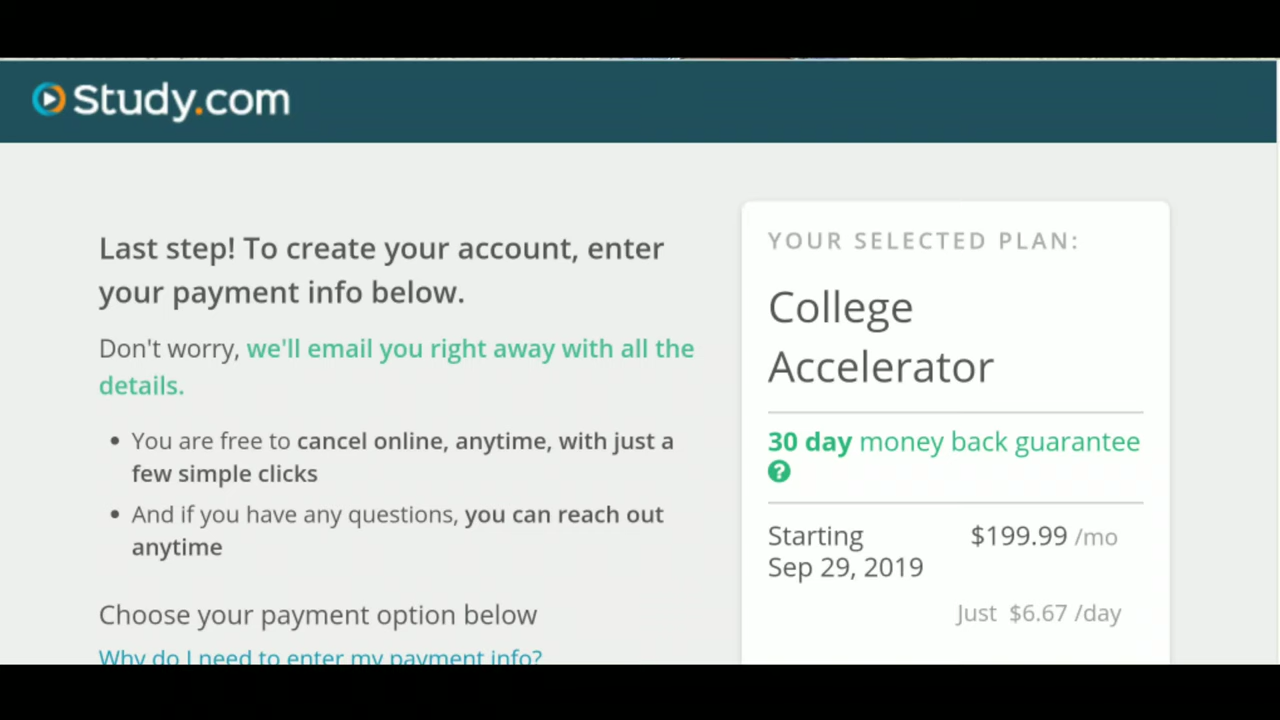 Study.com
Last step! To create your account, enter
your payment info below.
Don't worry, we'll email you right away with all the
details.
You are free to cancel online, anytime, with just a
few simple clicks
And if you have any questions, you can reach out
anytime
Choose your payment option below
Why do I need to enter my payment info?
YOUR SELECTED PLAN:
College
Accelerator
30 day money back guarantee
?
Starting $199.99 /mo
Sep 29, 2019
Just $6.67 /day